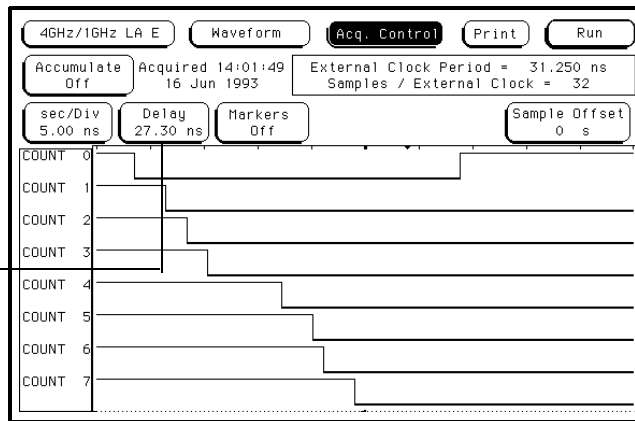 4GHz/1GHz LA E Waveform Acq. Control Print Run
Accumulate Off
Acquired 14:01:49
16 Jun 1993
External Clock Period = 31.250 ns
Samples / External Clock = 32
sec/Div
5.00 ns
Delay
27.30 ns
Markers
Off
Sample Offset
0 s
COUNT 0
COUNT 1
COUNT 2
COUNT 3
COUNT 4
COUNT 5
COUNT 6
COUNT 7